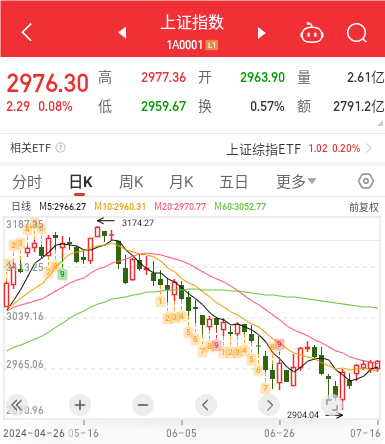 上证指数
1A0001 L1
2976.30 高 2977.36 开 2963.90 量 2.61亿
2.29 0.08% 低 2959.67 换 0.57% 额 2791.2亿
相关ETF ? 上证综指ETF 1.02 0.20%
分时 日K 周K 月K 五日 更多
日线 M5:2966.27 M10:2960.31 M20:2970.77 M60:3052.77 前复权
3187.35
3174.27
3113.25
3039.16
2965.06
2904.04
2024-04-26 05-16 06-05 06-26 07-16